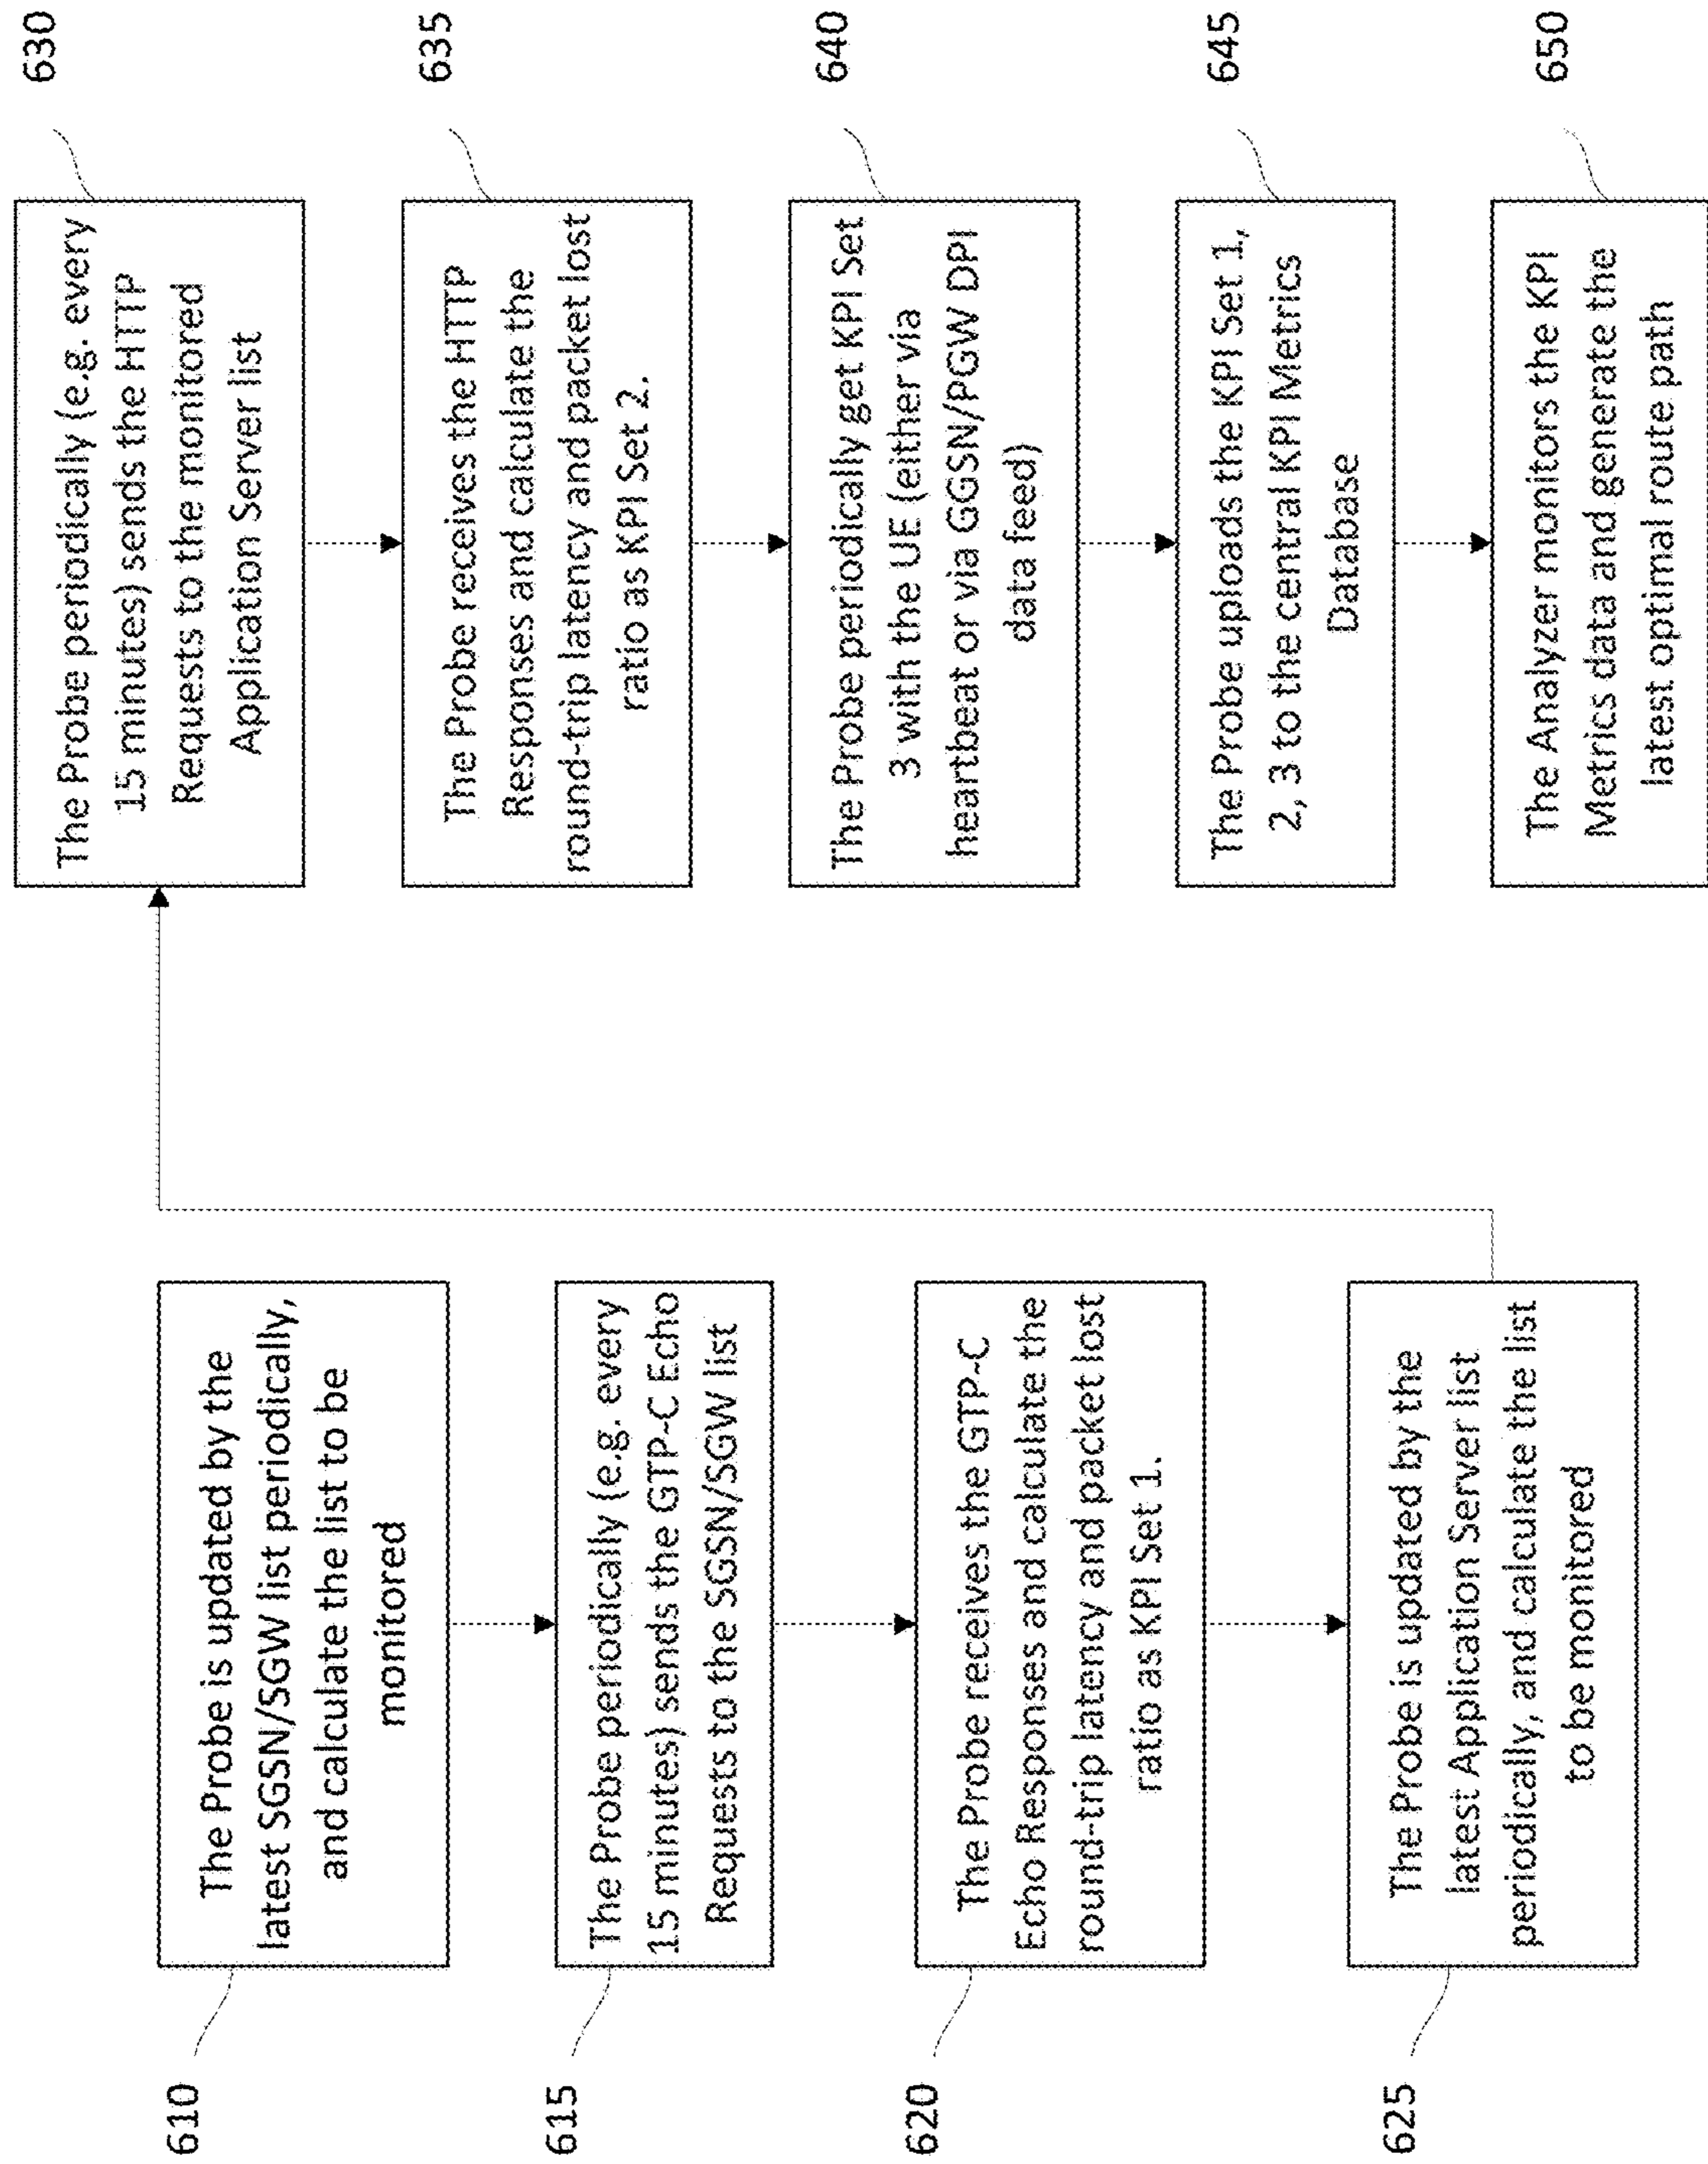 610
The Probe is updated by the
latest SGSN/SGW list periodically,
and calculate the list to be
monitored
615
The Probe periodically (e.g. every
15 minutes) sends the GTP-C Echo
Requests to the SGSN/SGW list
620
The Probe receives the GTP-C
Echo Responses and calculate the
round-trip latency and packet lost
ratio as KPI Set 1.
625
The Probe is updated by the
latest Application Server list
periodically, and calculate the list
to be monitored
630
The Probe periodically (e.g. every
15 minutes) sends the HTTP
Requests to the monitored
Application Server list
635
The Probe receives the HTTP
Responses and calculate the
round-trip latency and packet lost
ratio as KPI Set 2.
640
The Probe periodically get KPI Set
3 with the UE (either via
heartbeat or via GGSN/PGW DPI
data feed)
645
The Probe uploads the KPI Set 1,
2, 3 to the central KPI Metrics
Database
650
The Analyzer monitors the KPI
Metrics data and generate the
latest optimal route path